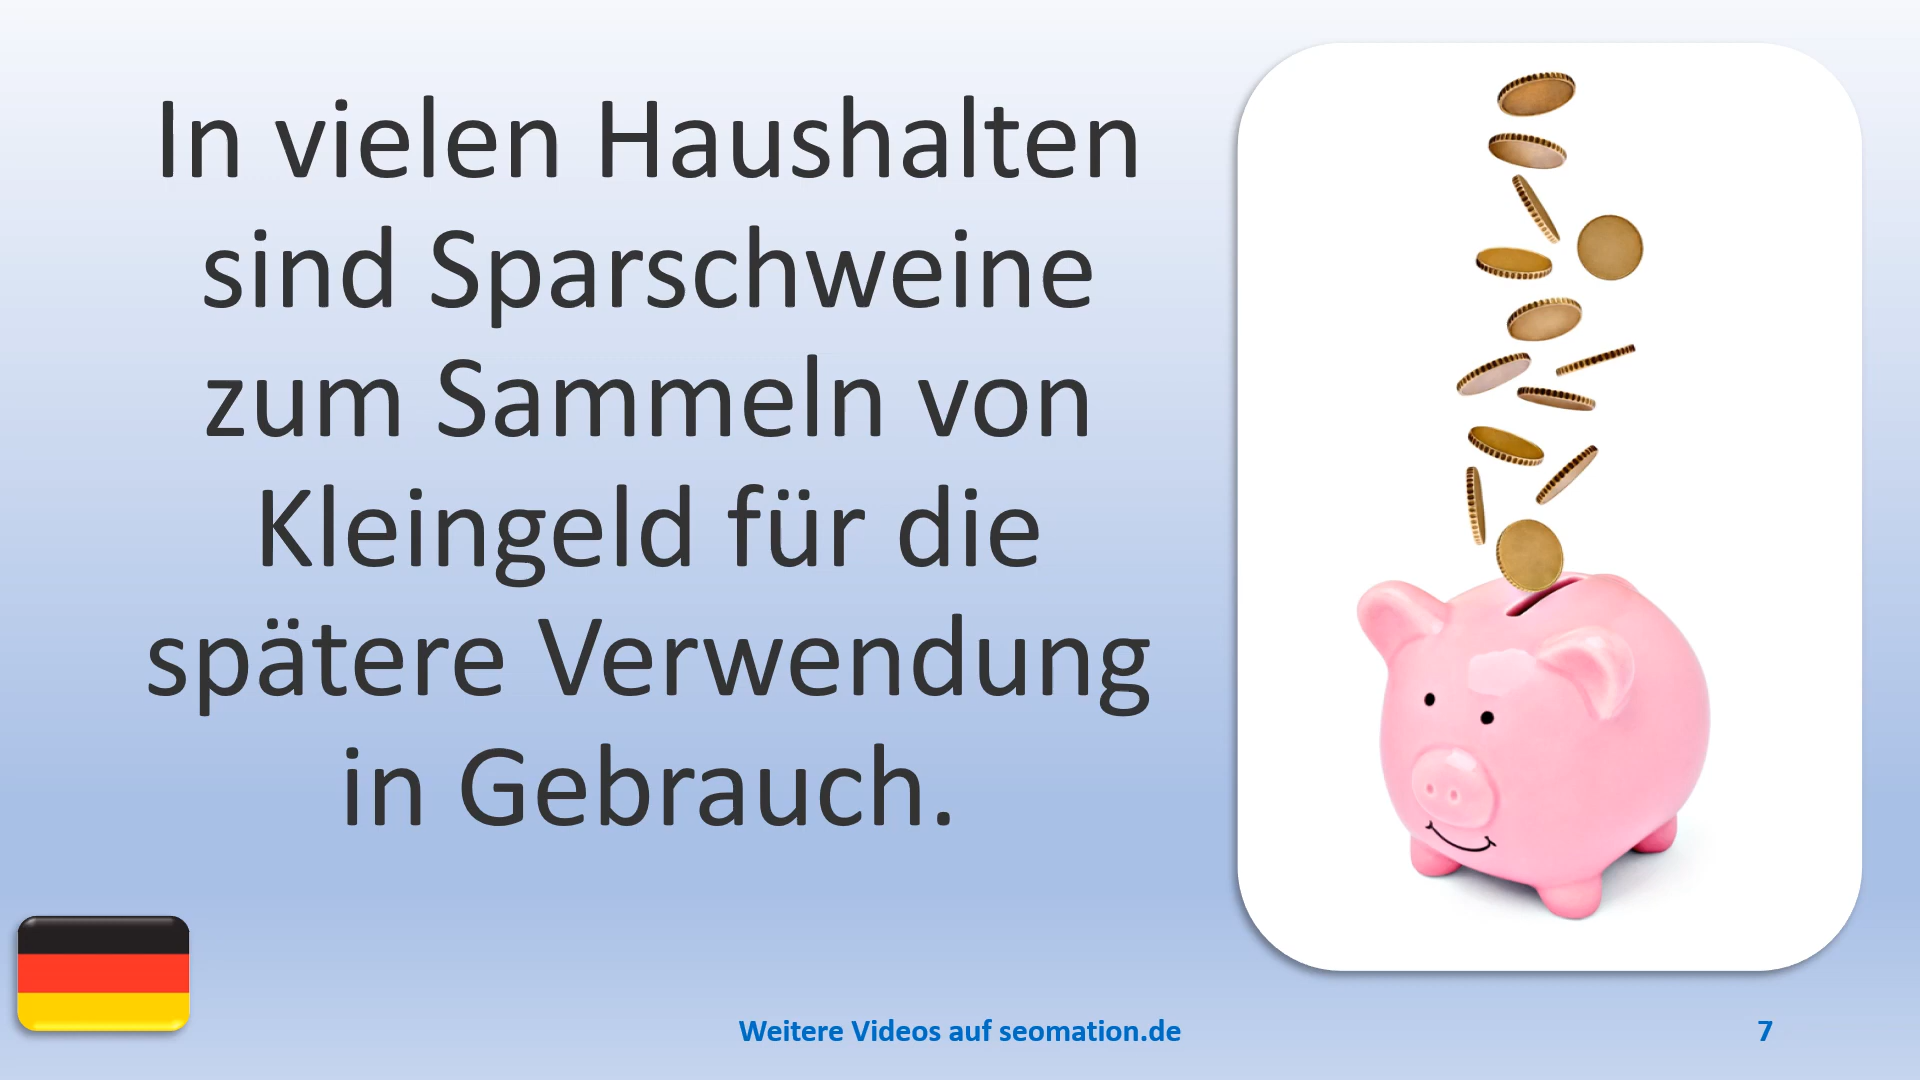 In vielen Haushalten
sind Sparschweine
zum Sammeln von
Kleingeld für die
spätere Verwendung
in Gebrauch.
Weitere Videos auf seomation.de
7